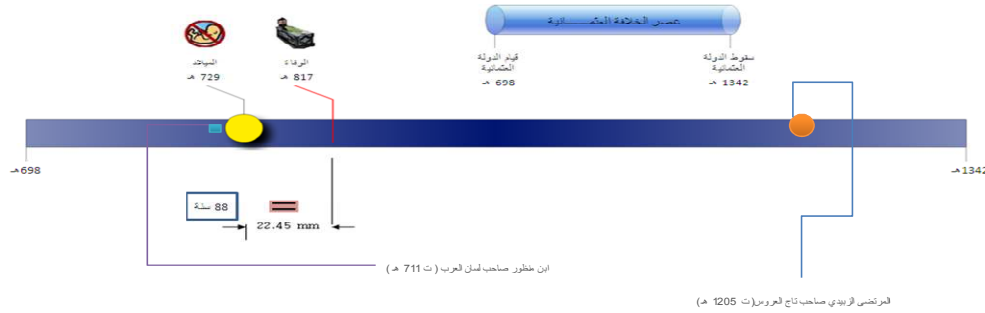 عصر الخلافة العثمـــــانية
الميلاد
729 هـ
الوفاة
817 هـ
قيام الدولة
العثمانية
698 هـ
سقوط الدولة
العثمانية
1342 هـ
698هـ
1342هـ
88 سنة
22.45 mm
ابن منظور صاحب لسان العرب ( ت 711 هـ )
المرتضى الزبيدي صاحب تاج العروس(ت 1205 هـ)